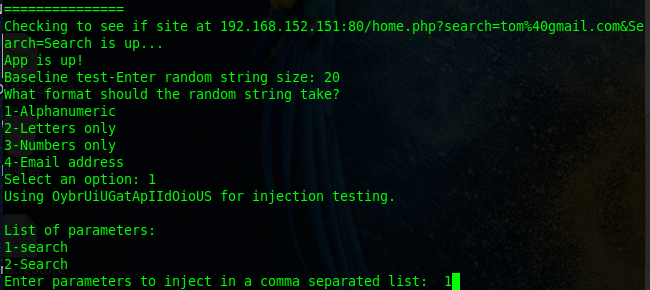 ===============
Checking to see if site at 192.168.152.151:80/home.php?search=tom%40gmail.com&Se
arch=Search is up...
App is up!
Baseline test-Enter random string size: 20
What format should the random string take?
1-Alphanumeric
2-Letters only
3-Numbers only
4-Email address
Select an option: 1
Using OybrUiUGatApIIdOioUS for injection testing.
List of parameters:
1-search
2-Search
Enter parameters to inject in a comma separated list:  1